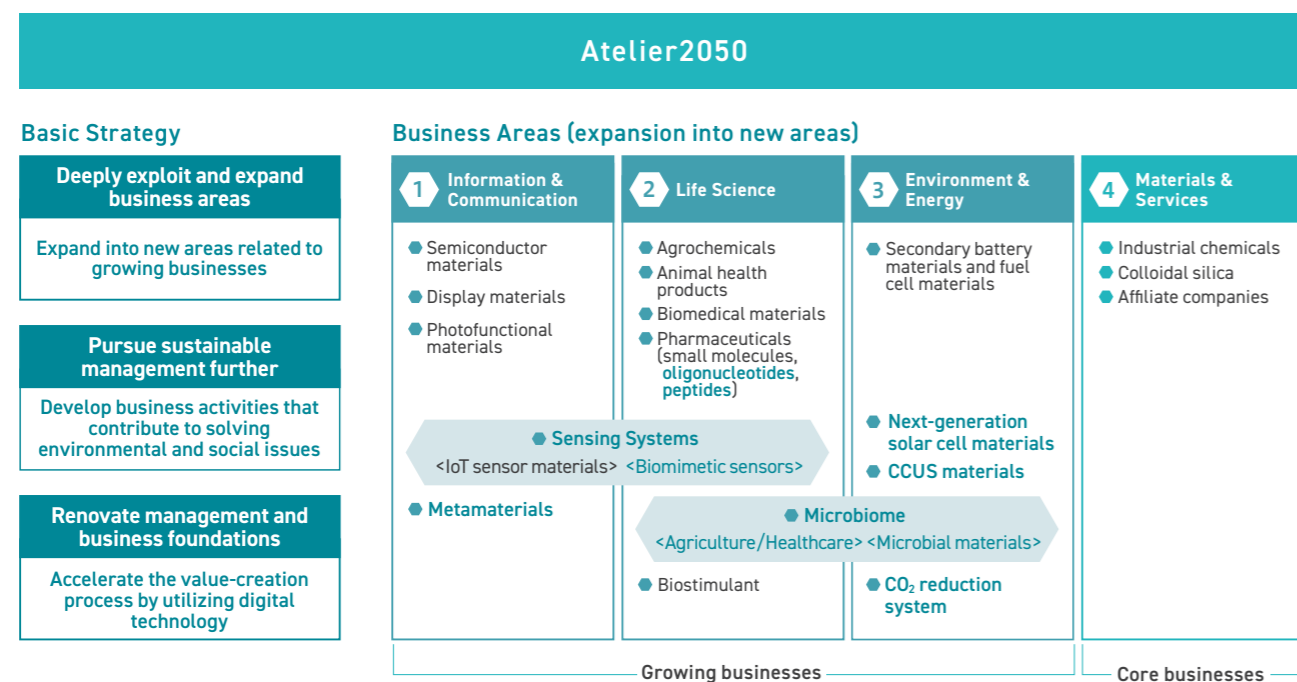 Atelier2050
Basic Strategy
Deeply exploit and expand
business areas
Expand into new areas related to
growing businesses
Pursue sustainable
management further
Develop business activities that
contribute to solving
environmental and social issues
Renovate management and
business foundations
Accelerate the value-creation
process by utilizing digital
technology
Business Areas (expansion into new areas)
1
Information &
Communication
Semiconductor
materials
Display materials
Photofunctional
materials
2
Life Science
Agrochemicals
Animal health
products
Biomedical materials
Pharmaceuticals
(small molecules,
oligonucleotides,
peptides)
3
Environment &
Energy
Secondary battery
materials and fuel
cell materials
4
Materials &
Services
Industrial chemicals
Colloidal silica
Affiliate companies
Sensing Systems
<IoT sensor materials> <Biomimetic sensors>
Next-generation
solar cell materials
CCUS materials
Metamaterials
Microbiome
<Agriculture/Healthcare> <Microbial materials>
Biostimulant
CO₂ reduction
system
Growing businesses
Core businesses